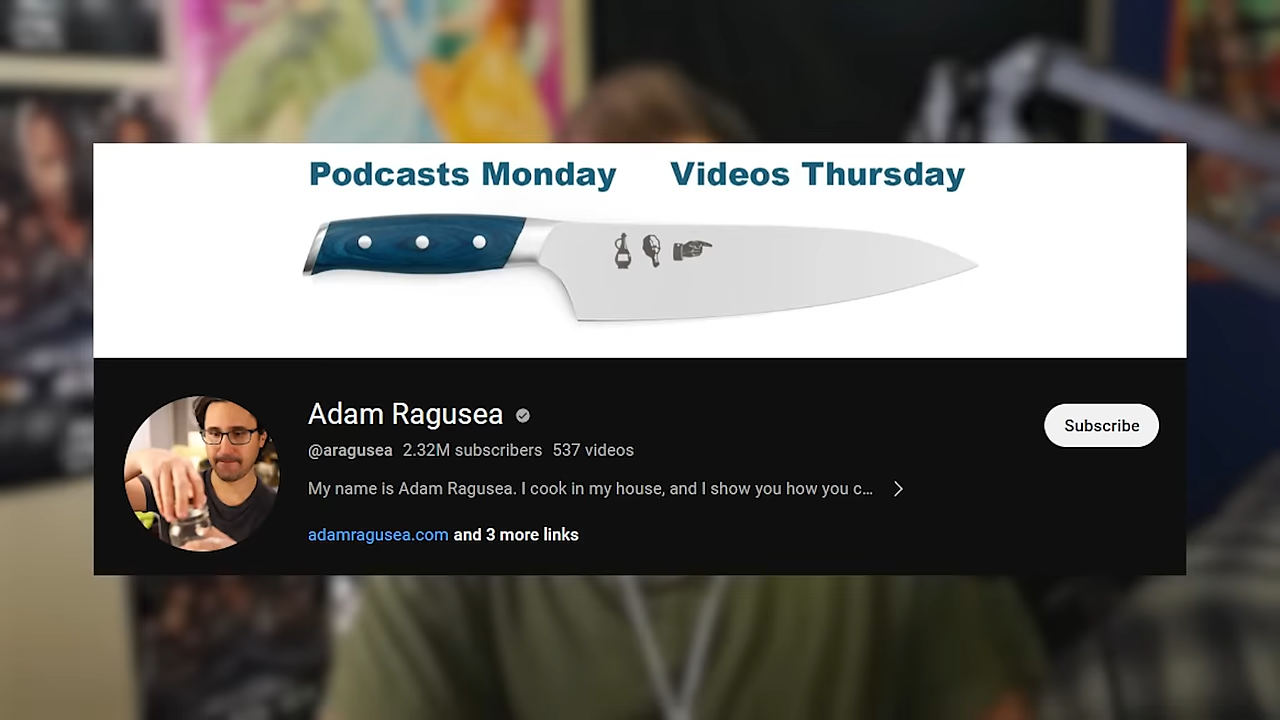 Podcasts Monday Videos Thursday
Adam Ragusea
@aragusea 2.32M subscribers 537 videos
My name is Adam Ragusea. I cook in my house, and I show you how you c...
Subscribe
adamragusea.com and 3 more links